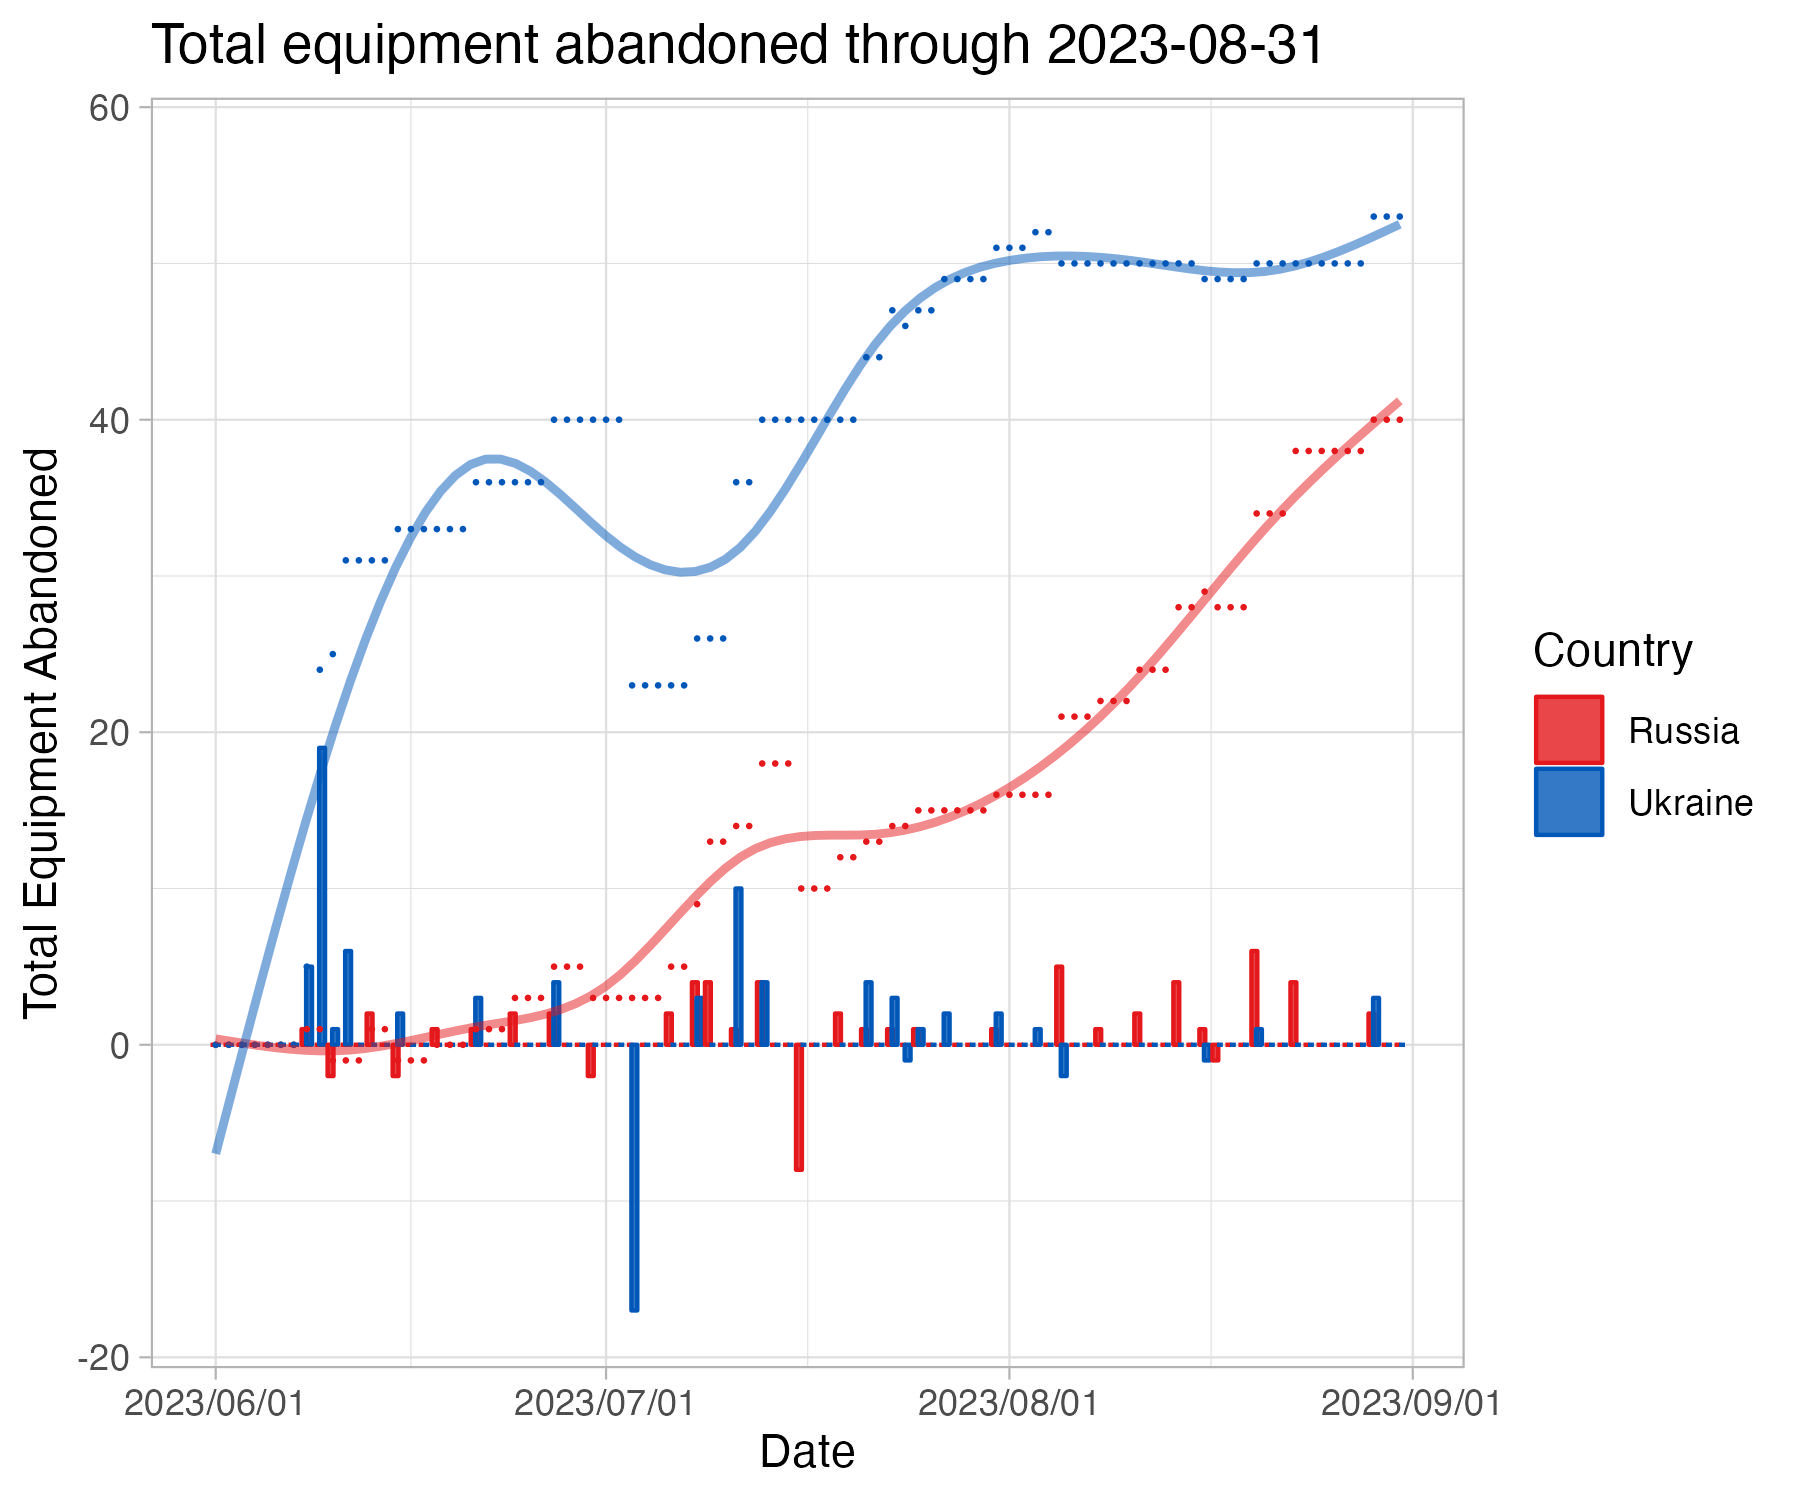 Total equipment abandoned through 2023-08-31
Total Equipment Abandoned
60
40
20
0
-20
2023/06/01 2023/07/01 2023/08/01 2023/09/01
Date
Country
Russia
Ukraine